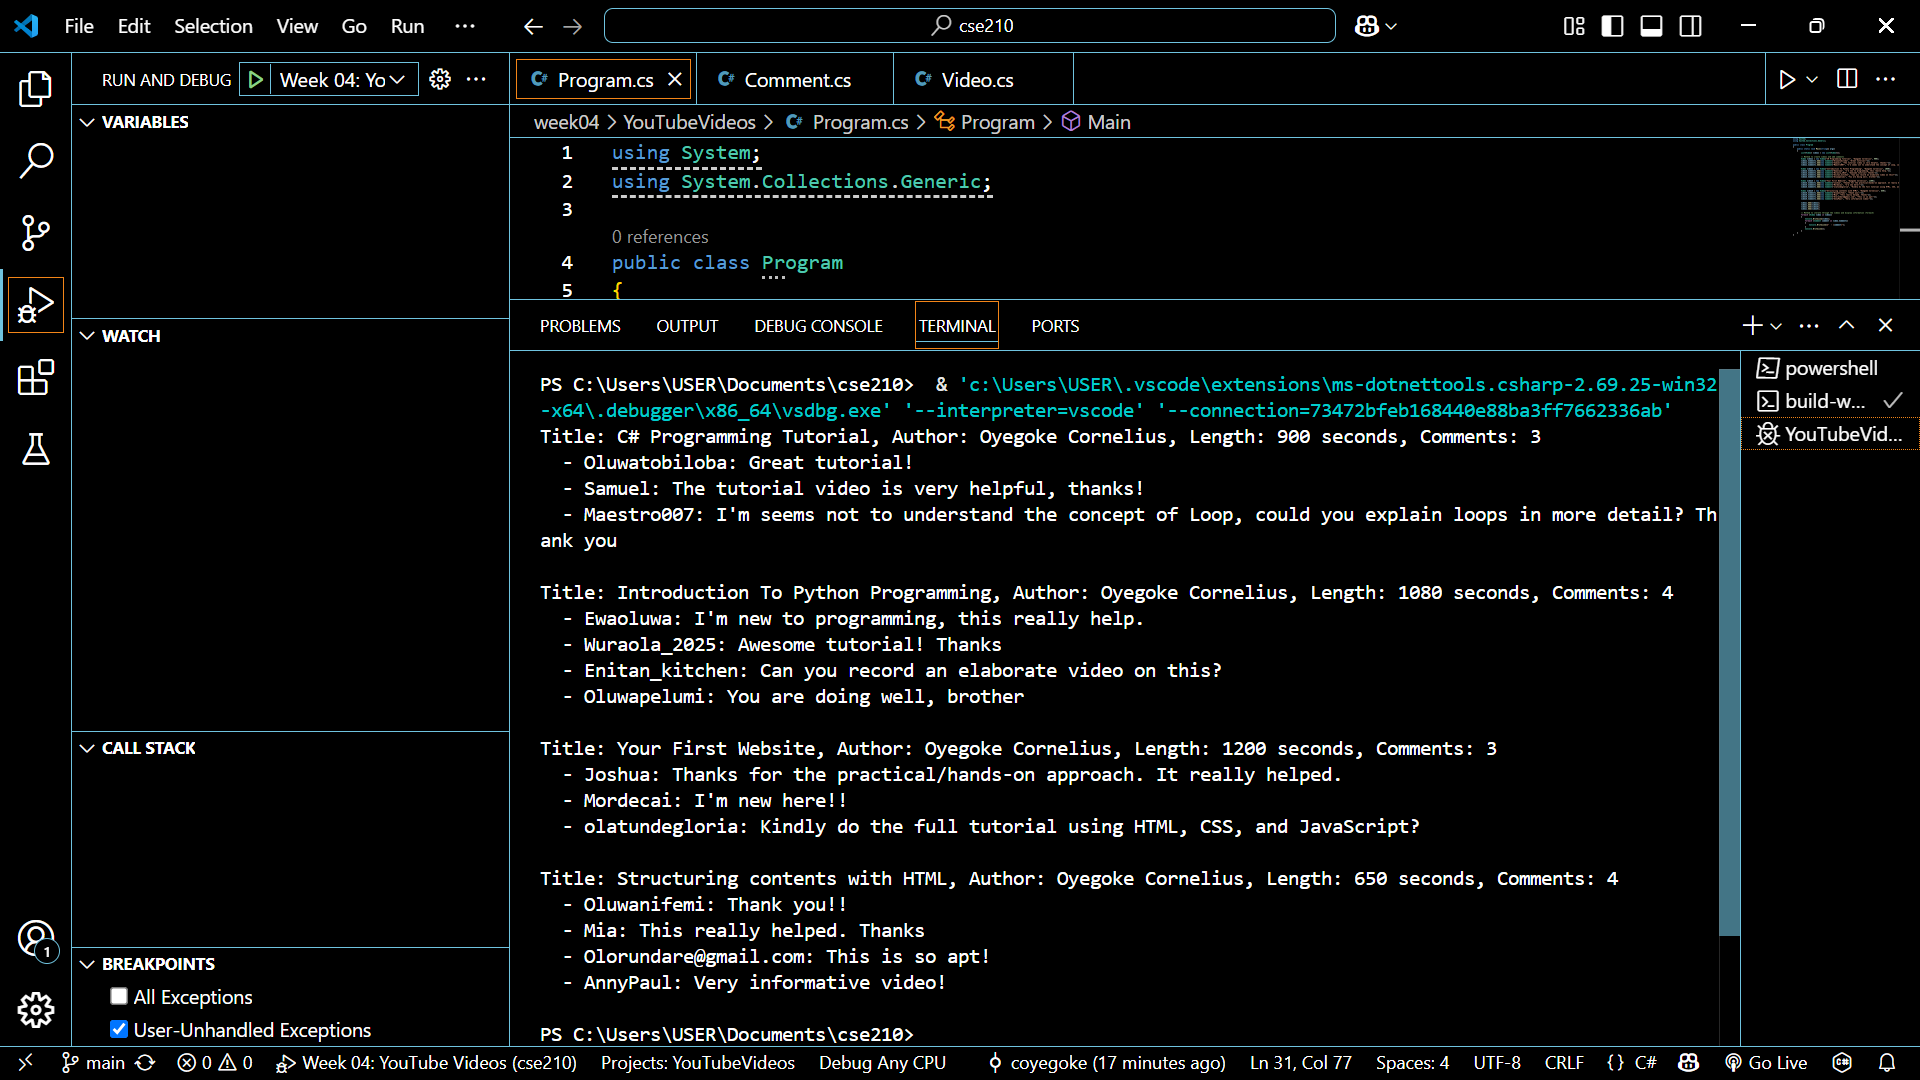 File Edit Selection View Go Run ···
cse210
RUN AND DEBUG Week 04: Yo
Program.cs Comment.cs Video.cs
VARIABLES
week04 > YouTubeVideos > Program.cs > Program > Main
1 using System;
2 using System.Collections.Generic;
3
0 references
4 public class Program
5 {
WATCH
CALL STACK
BREAKPOINTS
All Exceptions
User-Unhandled Exceptions
PROBLEMS OUTPUT DEBUG CONSOLE TERMINAL PORTS
PS C:\Users\USER\Documents\cse210>  & 'c:\Users\USER\.vscode\extensions\ms-dotnettools.csharp-2.69.25-win32
-x64\.debugger\x86_64\vsdbg.exe' '--interpreter=vscode' '--connection=73472bfeb168440e88ba3ff7662336ab'
Title: C# Programming Tutorial, Author: Oyegoke Cornelius, Length: 900 seconds, Comments: 3
- Oluwatobiloba: Great tutorial!
- Samuel: The tutorial video is very helpful, thanks!
- Maestro007: I'm seems not to understand the concept of Loop, could you explain loops in more detail? Th
ank you
Title: Introduction To Python Programming, Author: Oyegoke Cornelius, Length: 1080 seconds, Comments: 4
- Ewaoluwa: I'm new to programming, this really help.
- Wuraola_2025: Awesome tutorial! Thanks
- Enitan_kitchen: Can you record an elaborate video on this?
- Oluwapelumi: You are doing well, brother
Title: Your First Website, Author: Oyegoke Cornelius, Length: 1200 seconds, Comments: 3
- Joshua: Thanks for the practical/hands-on approach. It really helped.
- Mordecai: I'm new here!!
- olatundegloria: Kindly do the full tutorial using HTML, CSS, and JavaScript?
Title: Structuring contents with HTML, Author: Oyegoke Cornelius, Length: 650 seconds, Comments: 4
- Oluwanifemi: Thank you!!
- Mia: This really helped. Thanks
- Olorundare@gmail.com: This is so apt!
- AnnyPaul: Very informative video!
PS C:\Users\USER\Documents\cse210>
powershell
build-w...
YouTubeVid...
1
main 0 0 Week 04: YouTube Videos (cse210) Projects: YouTubeVideos Debug Any CPU coyegoke (17 minutes ago) Ln 31, Col 77 Spaces: 4 UTF-8 CRLF {} C# Go Live